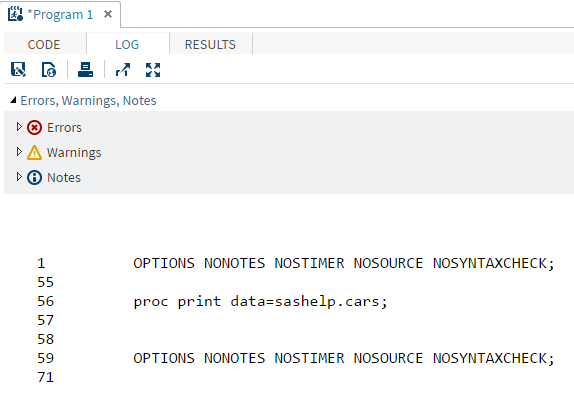 *Program 1 ×
CODE LOG RESULTS
Errors, Warnings, Notes
Errors
Warnings
Notes
1 OPTIONS NONOTES NOSTIMER NOSOURCE NOSYNTAXCHECK;
55
56 proc print data=sashelp.cars;
57
58
59 OPTIONS NONOTES NOSTIMER NOSOURCE NOSYNTAXCHECK;
71